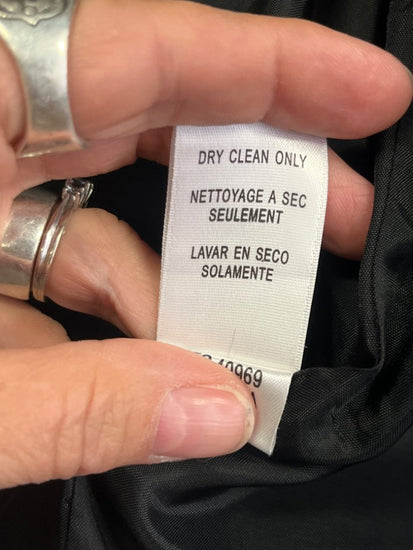 DRY CLEAN ONLY
NETTOYAGE A SEC
SEULEMENT
LAVAR EN SECO
SOLAMENTE